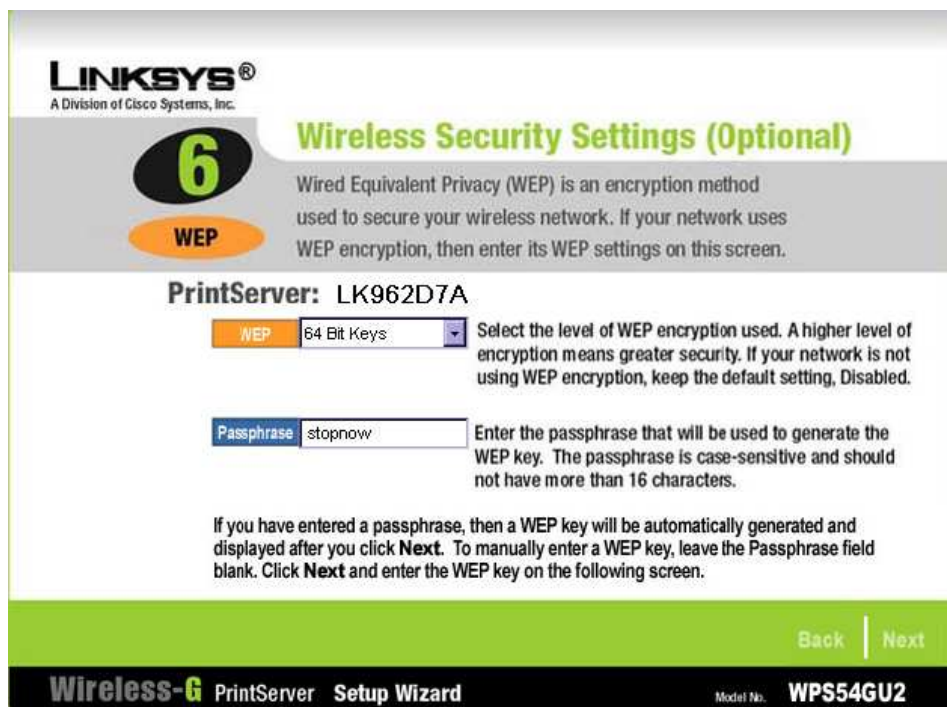 LINKSYS®
A Division of Cisco Systems, Inc.
6
WEP
Wireless Security Settings (Optional)
Wired Equivalent Privacy (WEP) is an encryption method
used to secure your wireless network. If your network uses
WEP encryption, then enter its WEP settings on this screen.
PrintServer: LK962D7A
WEP 64 Bit Keys
Select the level of WEP encryption used. A higher level of
encryption means greater security. If your network is not
using WEP encryption, keep the default setting, Disabled.
Passphrase stopnow
Enter the passphrase that will be used to generate the
WEP key. The passphrase is case-sensitive and should
not have more than 16 characters.
If you have entered a passphrase, then a WEP key will be automatically generated and
displayed after you click Next. To manually enter a WEP key, leave the Passphrase field
blank. Click Next and enter the WEP key on the following screen.
Back Next
Wireless-G PrintServer Setup Wizard Model No. WPS54GU2